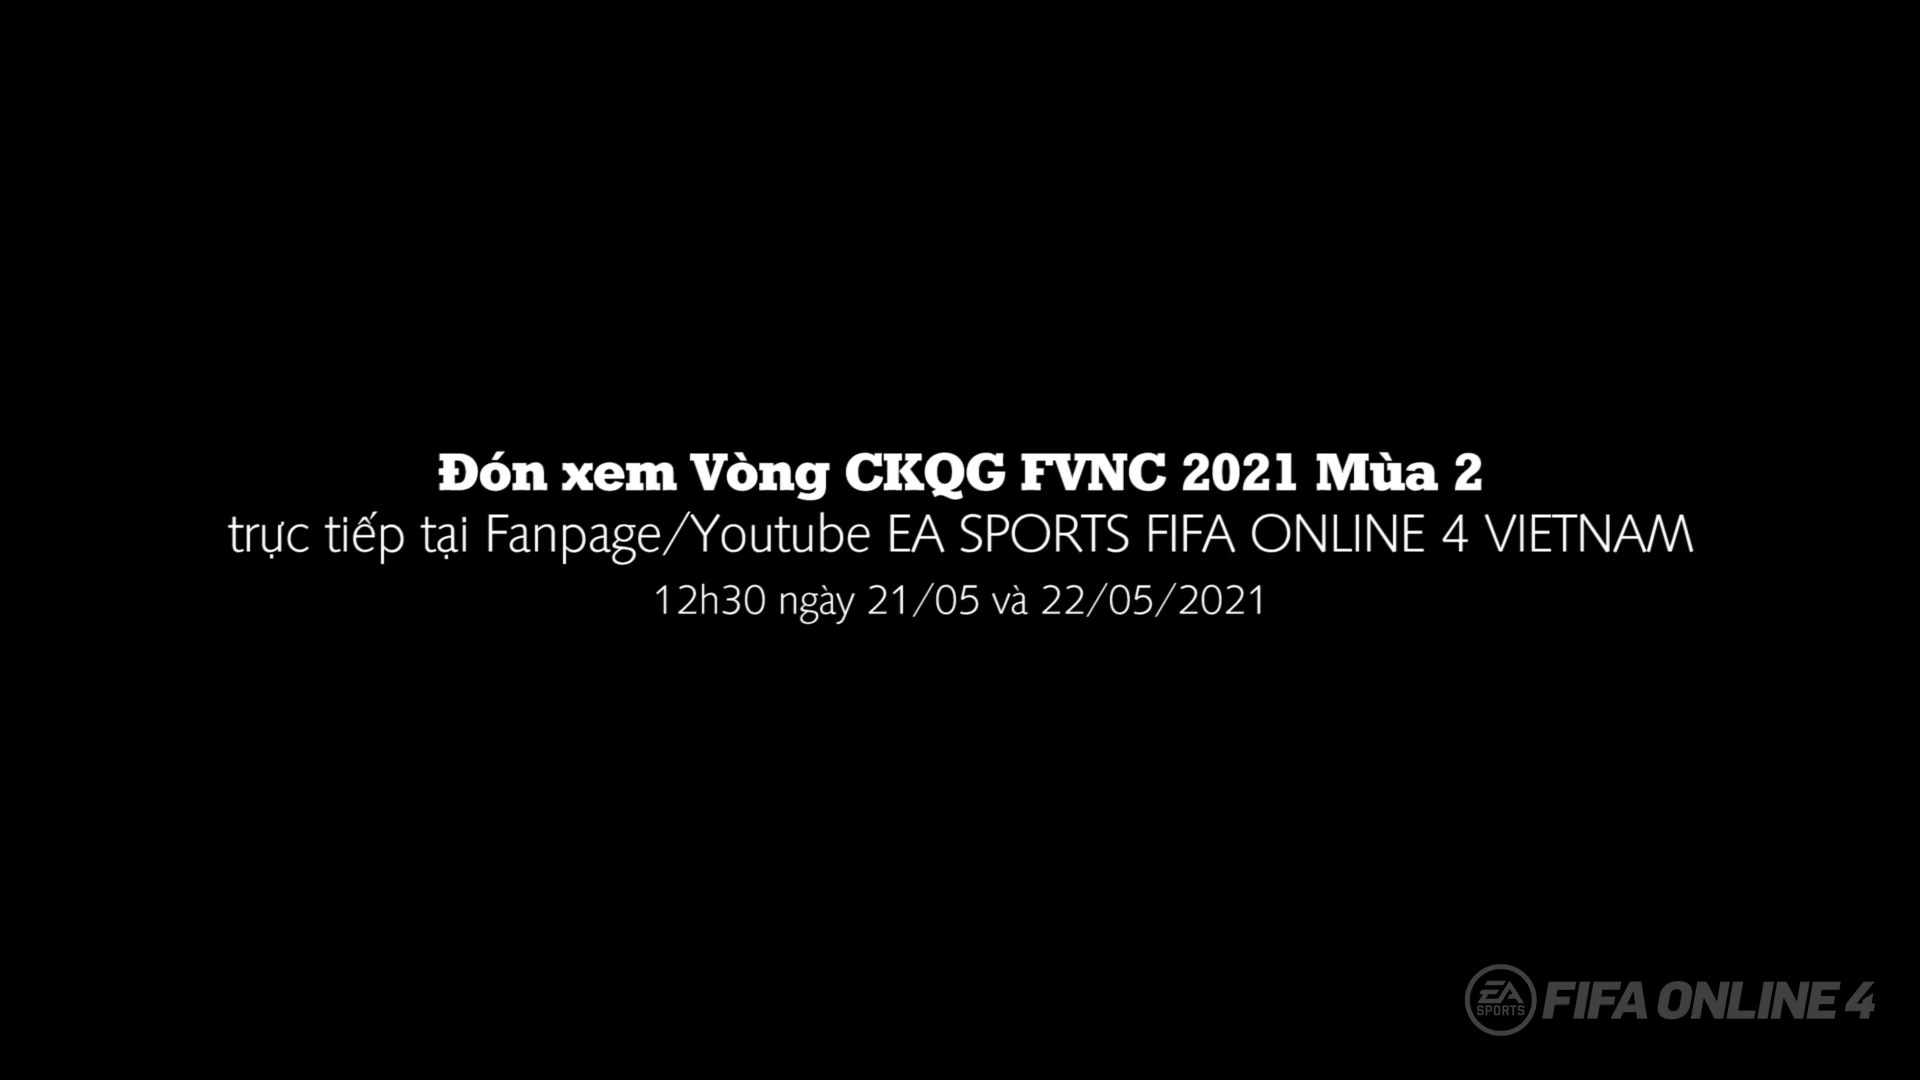 Đón xem Vòng CKQG FVNC 2021 Mùa 2
trực tiếp tại Fanpage/Youtube EA SPORTS FIFA ONLINE 4 VIETNAM
12h30 ngày 21/05 và 22/05/2021
EA SPORTS FIFA ONLINE 4